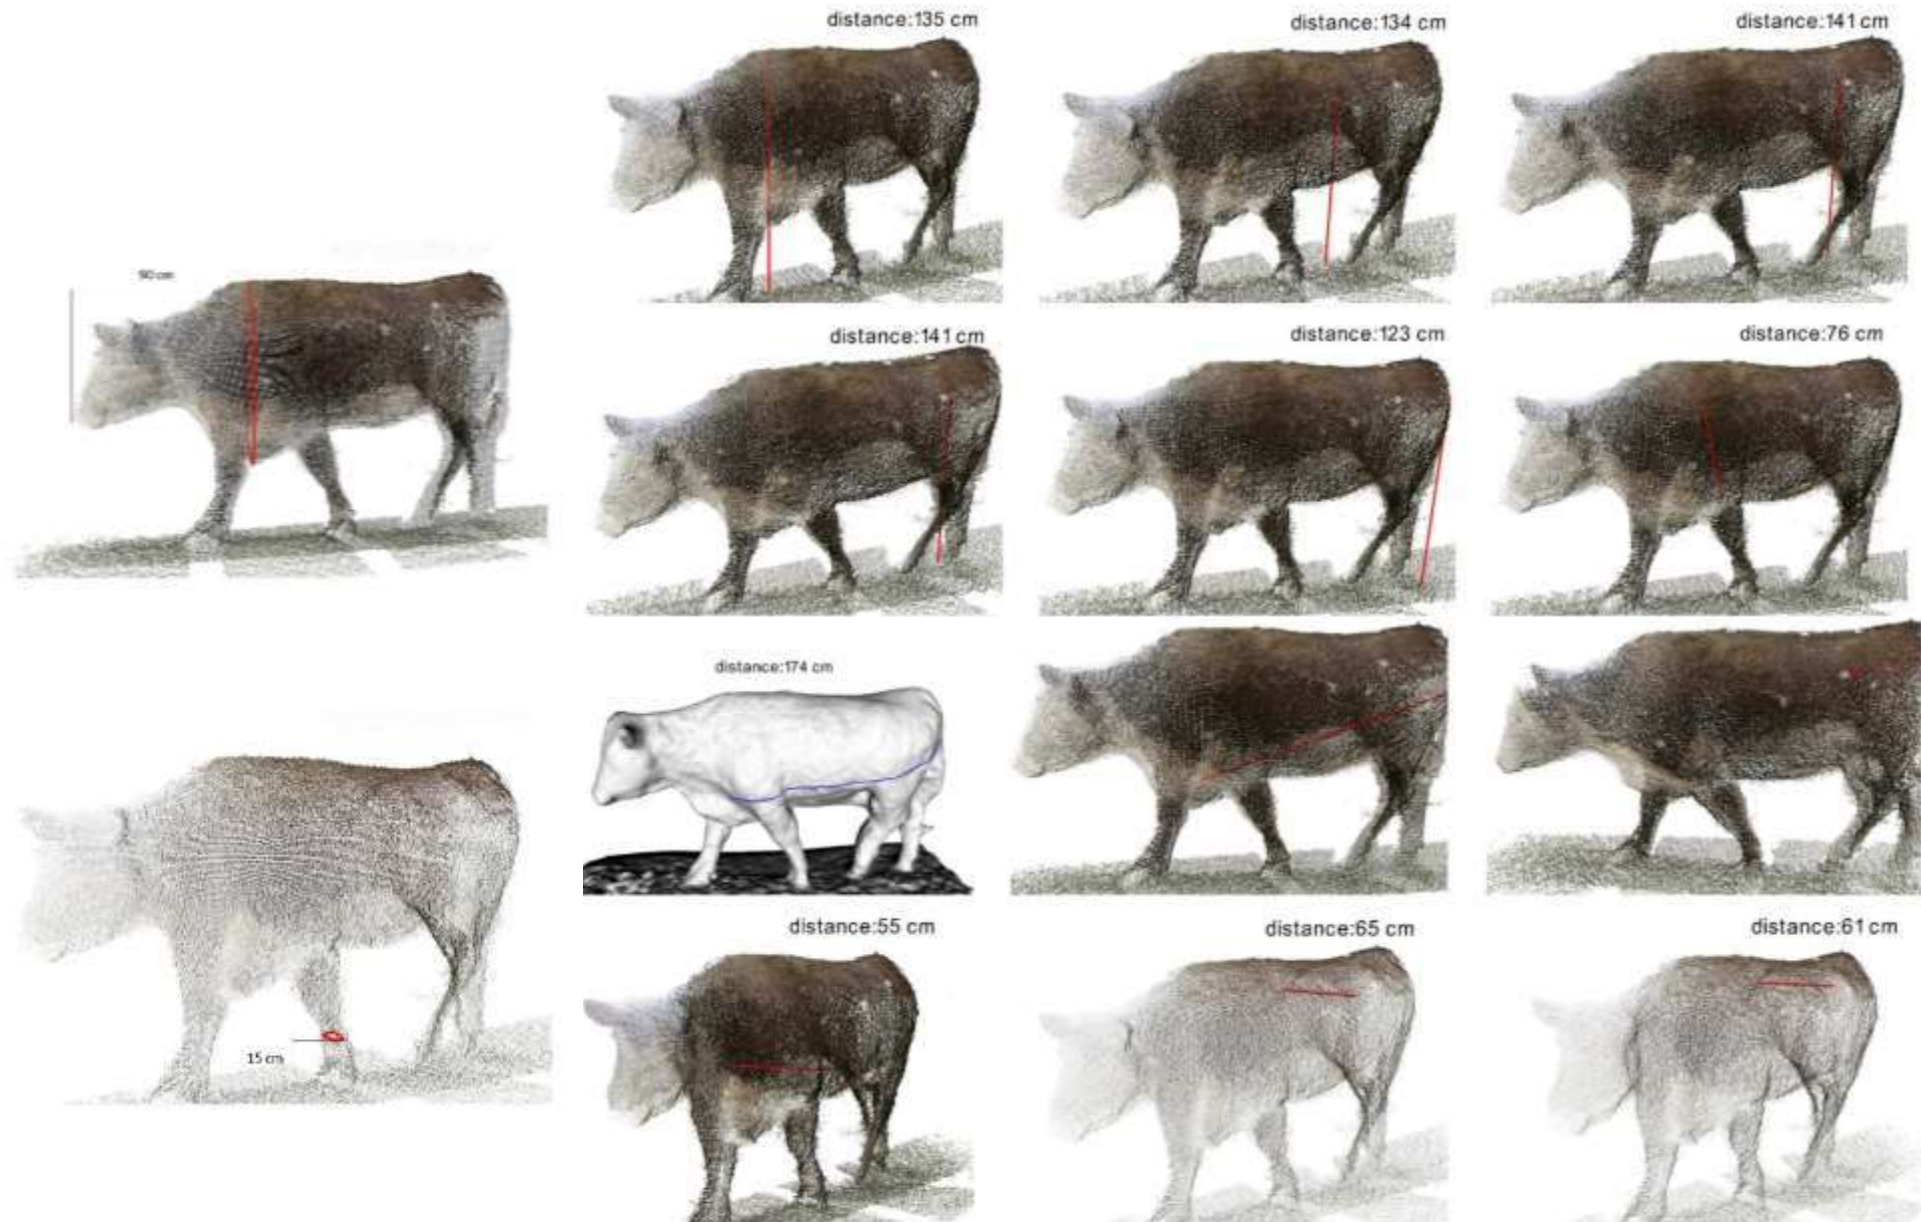 distance:135 cm
distance:134 cm
distance:141 cm
90 cm
distance:141 cm
distance:123 cm
distance:76 cm
distance:174 cm
distance:55 cm
distance:65 cm
distance:61 cm
15 cm